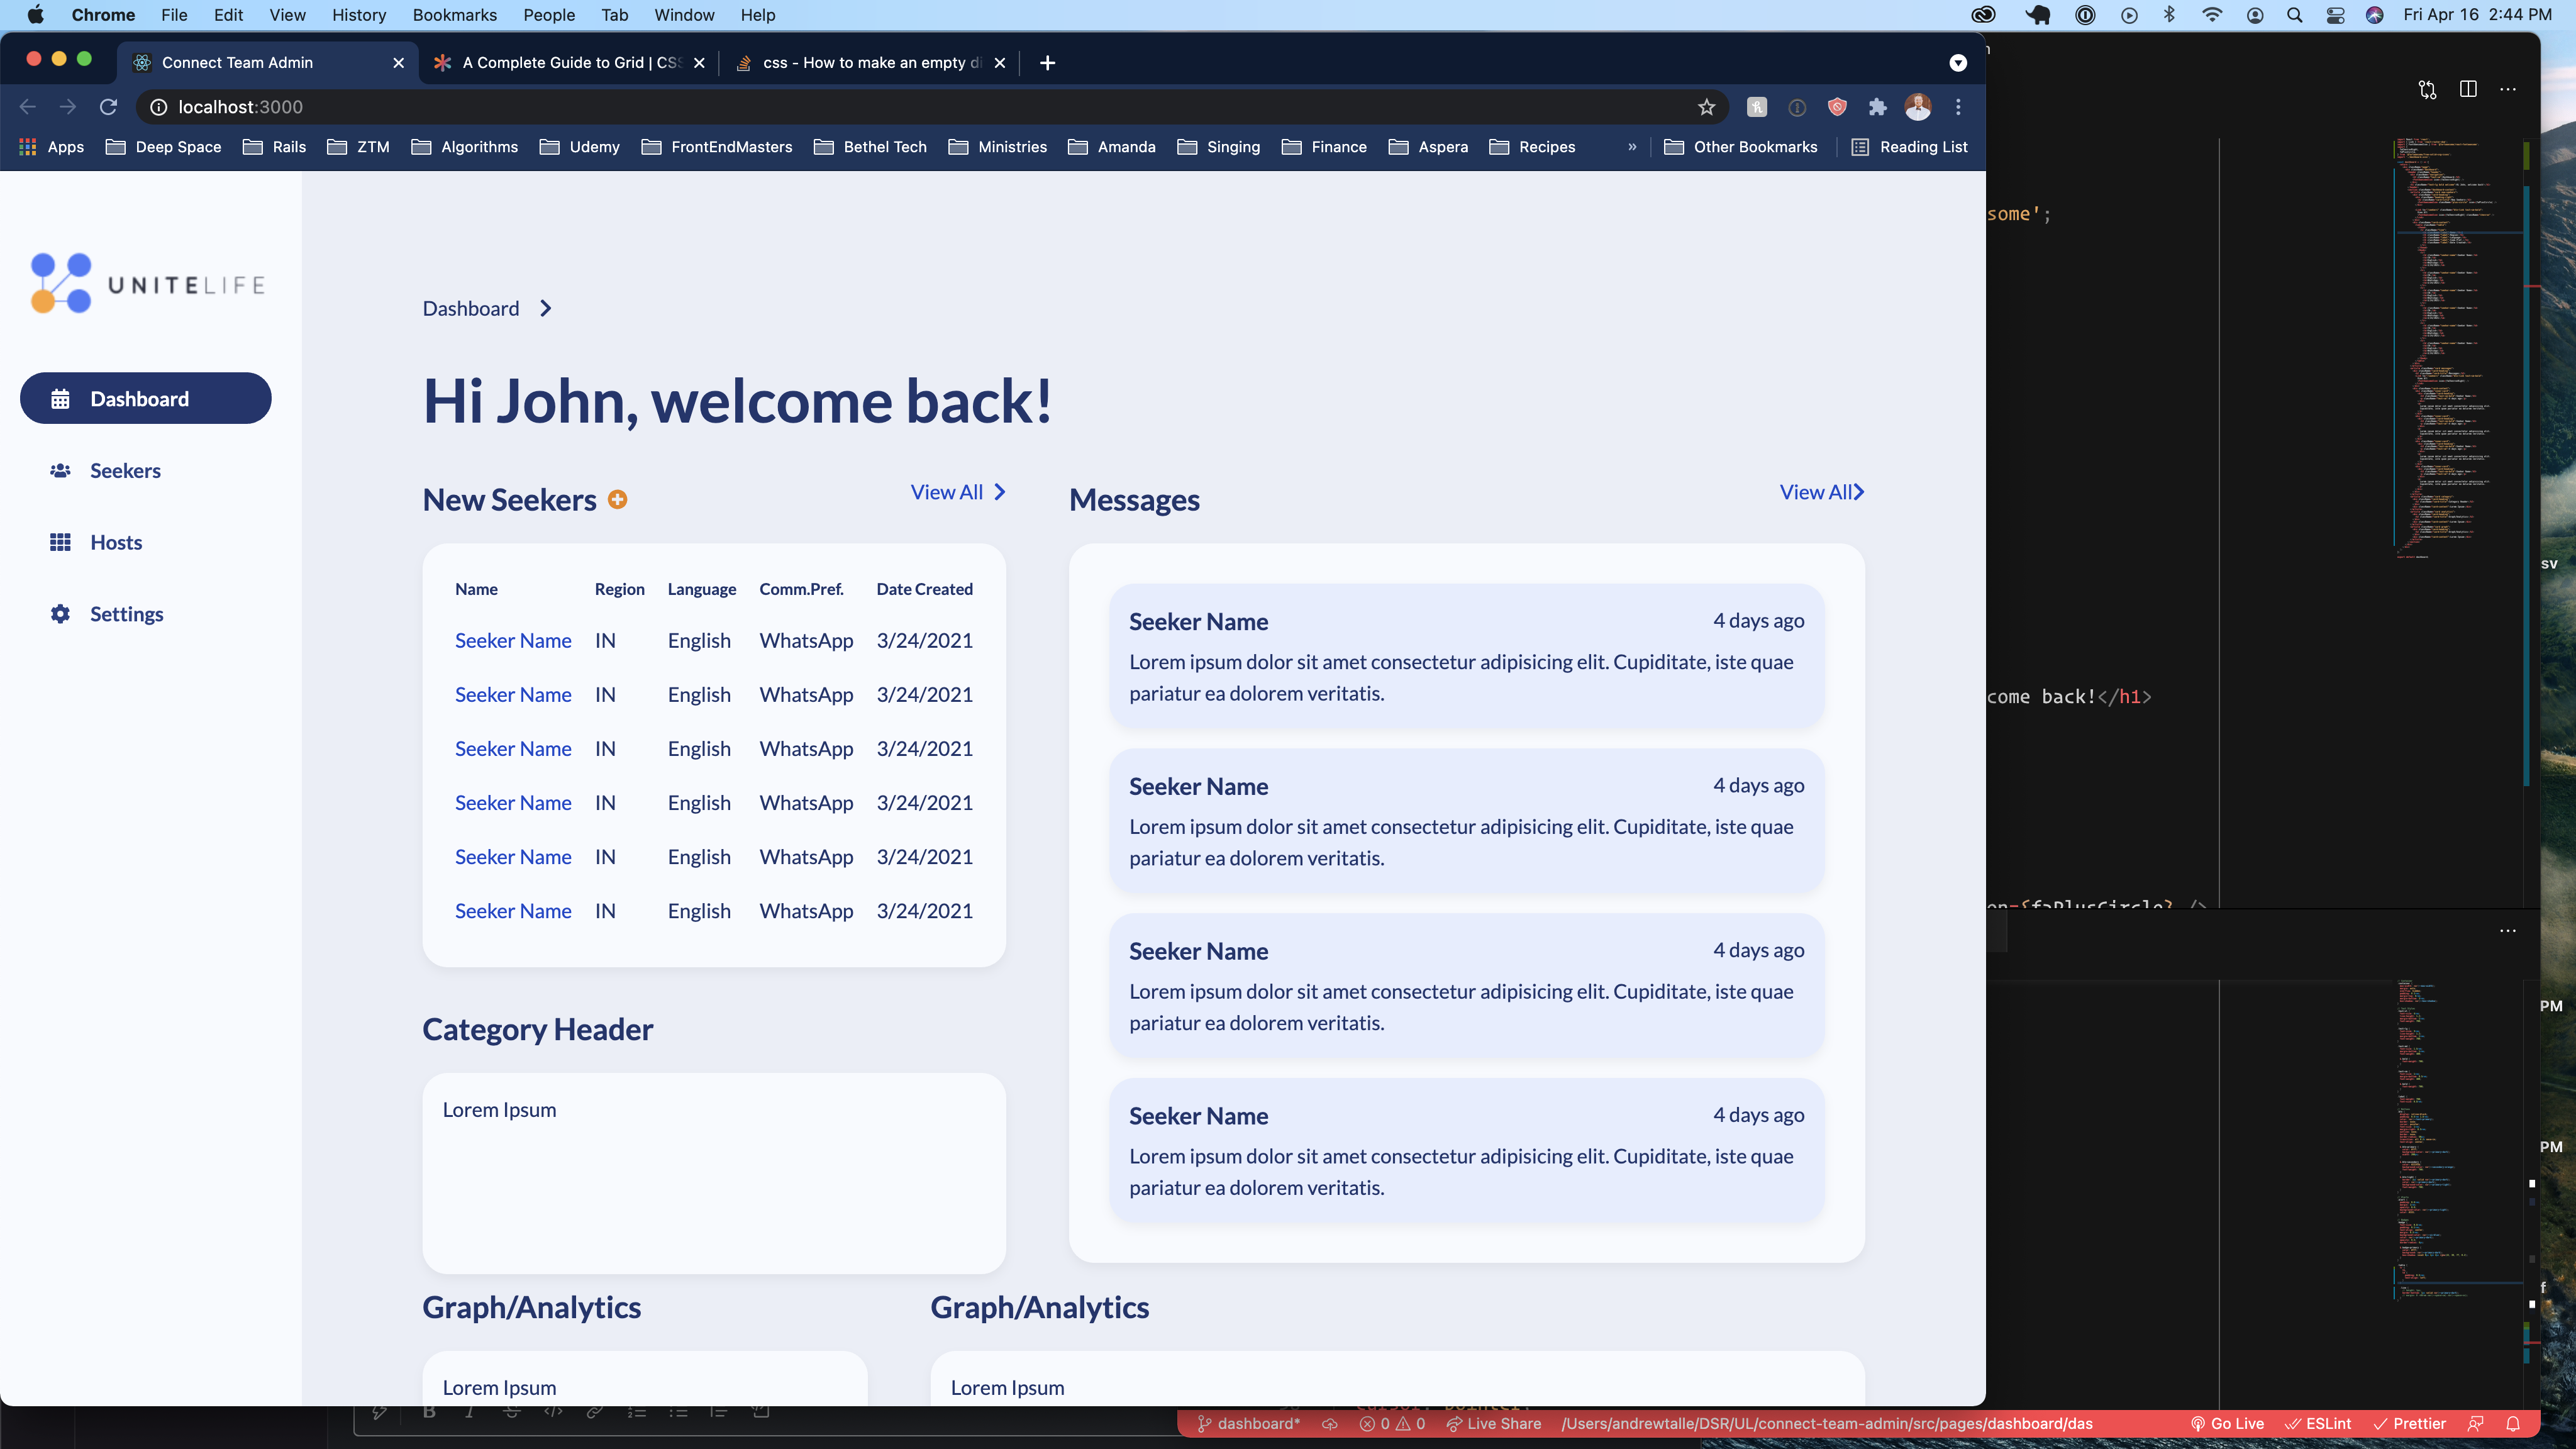 Chrome File Edit View History Bookmarks People Tab Window Help Fri Apr 16 2:44 PM
Connect Team Admin A Complete Guide to Grid | CSS css - How to make an empty di
localhost:3000
Apps Deep Space Rails ZTM Algorithms Udemy FrontEndMasters Bethel Tech Ministries Amanda Singing Finance Aspera Recipes » Other Bookmarks Reading List
UNITELIFE
Dashboard
Seekers
Hosts
Settings
Dashboard
Hi John, welcome back!
New Seekers View All
Name Region Language Comm.Pref. Date Created
Seeker Name IN English WhatsApp 3/24/2021
Seeker Name IN English WhatsApp 3/24/2021
Seeker Name IN English WhatsApp 3/24/2021
Seeker Name IN English WhatsApp 3/24/2021
Seeker Name IN English WhatsApp 3/24/2021
Seeker Name IN English WhatsApp 3/24/2021
Messages View All
Seeker Name 4 days ago
Lorem ipsum dolor sit amet consectetur adipisicing elit. Cupiditate, iste quae
pariatur ea dolorem veritatis.
Seeker Name 4 days ago
Lorem ipsum dolor sit amet consectetur adipisicing elit. Cupiditate, iste quae
pariatur ea dolorem veritatis.
Seeker Name 4 days ago
Lorem ipsum dolor sit amet consectetur adipisicing elit. Cupiditate, iste quae
pariatur ea dolorem veritatis.
Seeker Name 4 days ago
Lorem ipsum dolor sit amet consectetur adipisicing elit. Cupiditate, iste quae
pariatur ea dolorem veritatis.
Category Header
Lorem Ipsum
Graph/Analytics
Lorem Ipsum
Graph/Analytics
Lorem Ipsum
some';
come back!</h1>
on={faPlusCircle} />
sv
PM
PM
dashboard* 0 0 Live Share /Users/andrewtalle/DSR/UL/connect-team-admin/src/pages/dashboard/das Go Live ESLint Prettier